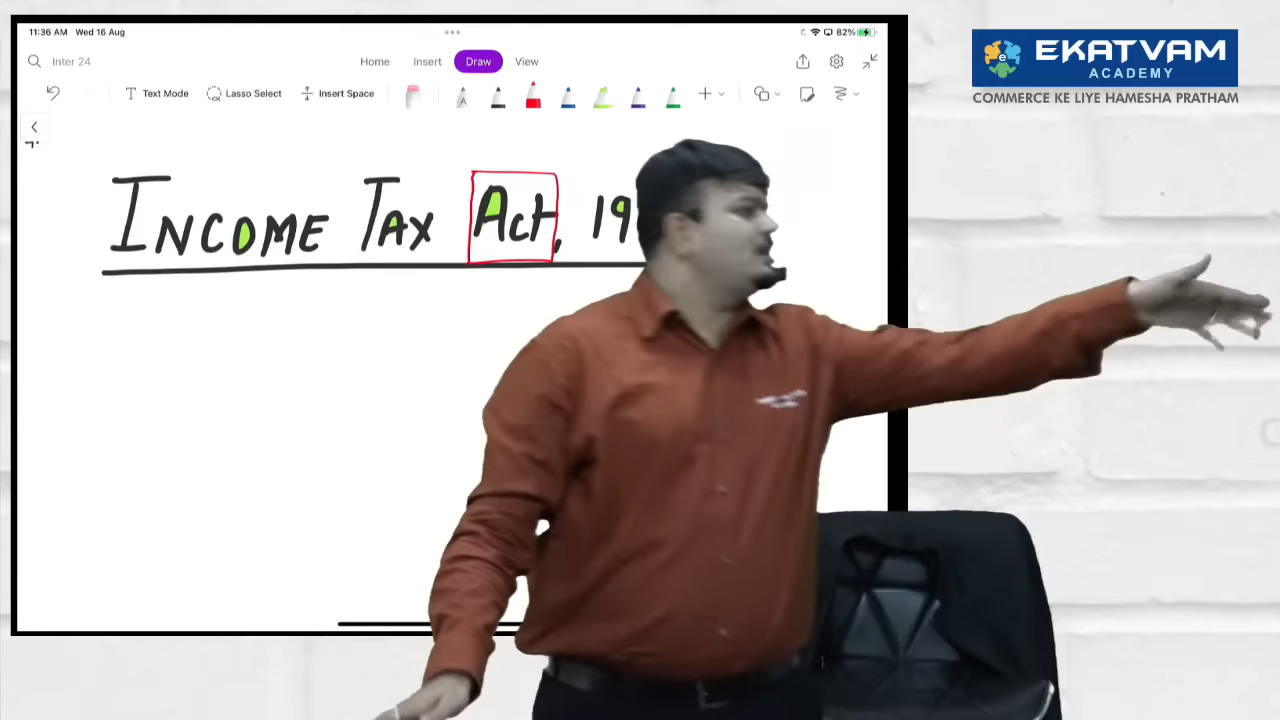 11:36 AM Wed 16 Aug
82%
Inter 24
Home Insert Draw View
Text Mode Lasso Select Insert Space
INCOME TAX Act, 19
EKATVAM
ACADEMY
COMMERCE KE LIYE HAMESHA PRATHAM